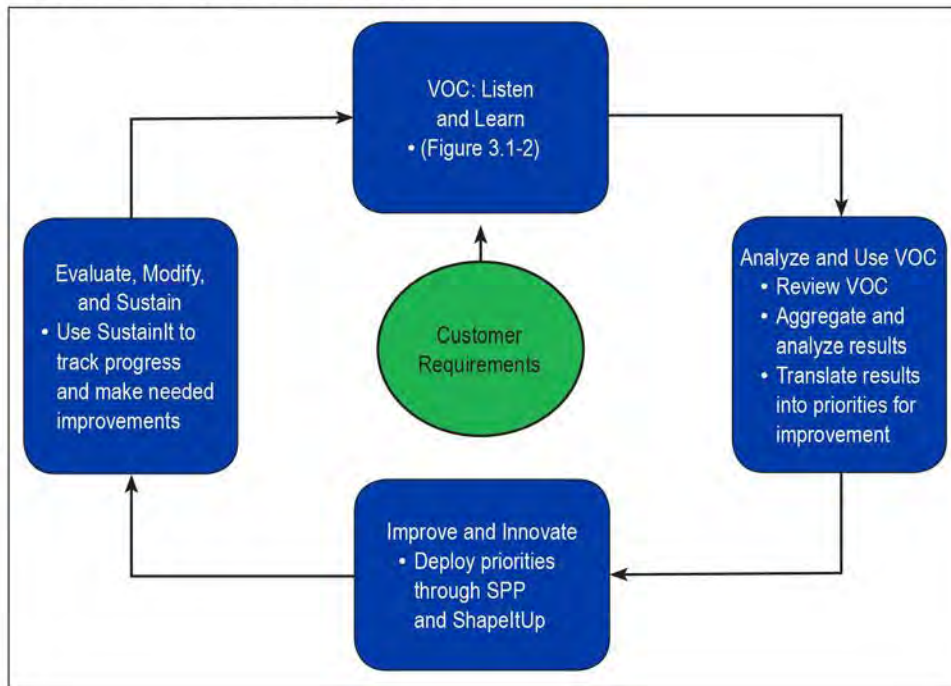 VOC: Listen
and Learn
• (Figure 3.1-2)
Analyze and Use VOC
• Review VOC
• Aggregate and
analyze results
• Translate results
into priorities for
improvement
Improve and Innovate
• Deploy priorities
through SPP
and ShapeItUp
Evaluate, Modify,
and Sustain
• Use SustainIt to
track progress
and make needed
improvements
Customer
Requirements